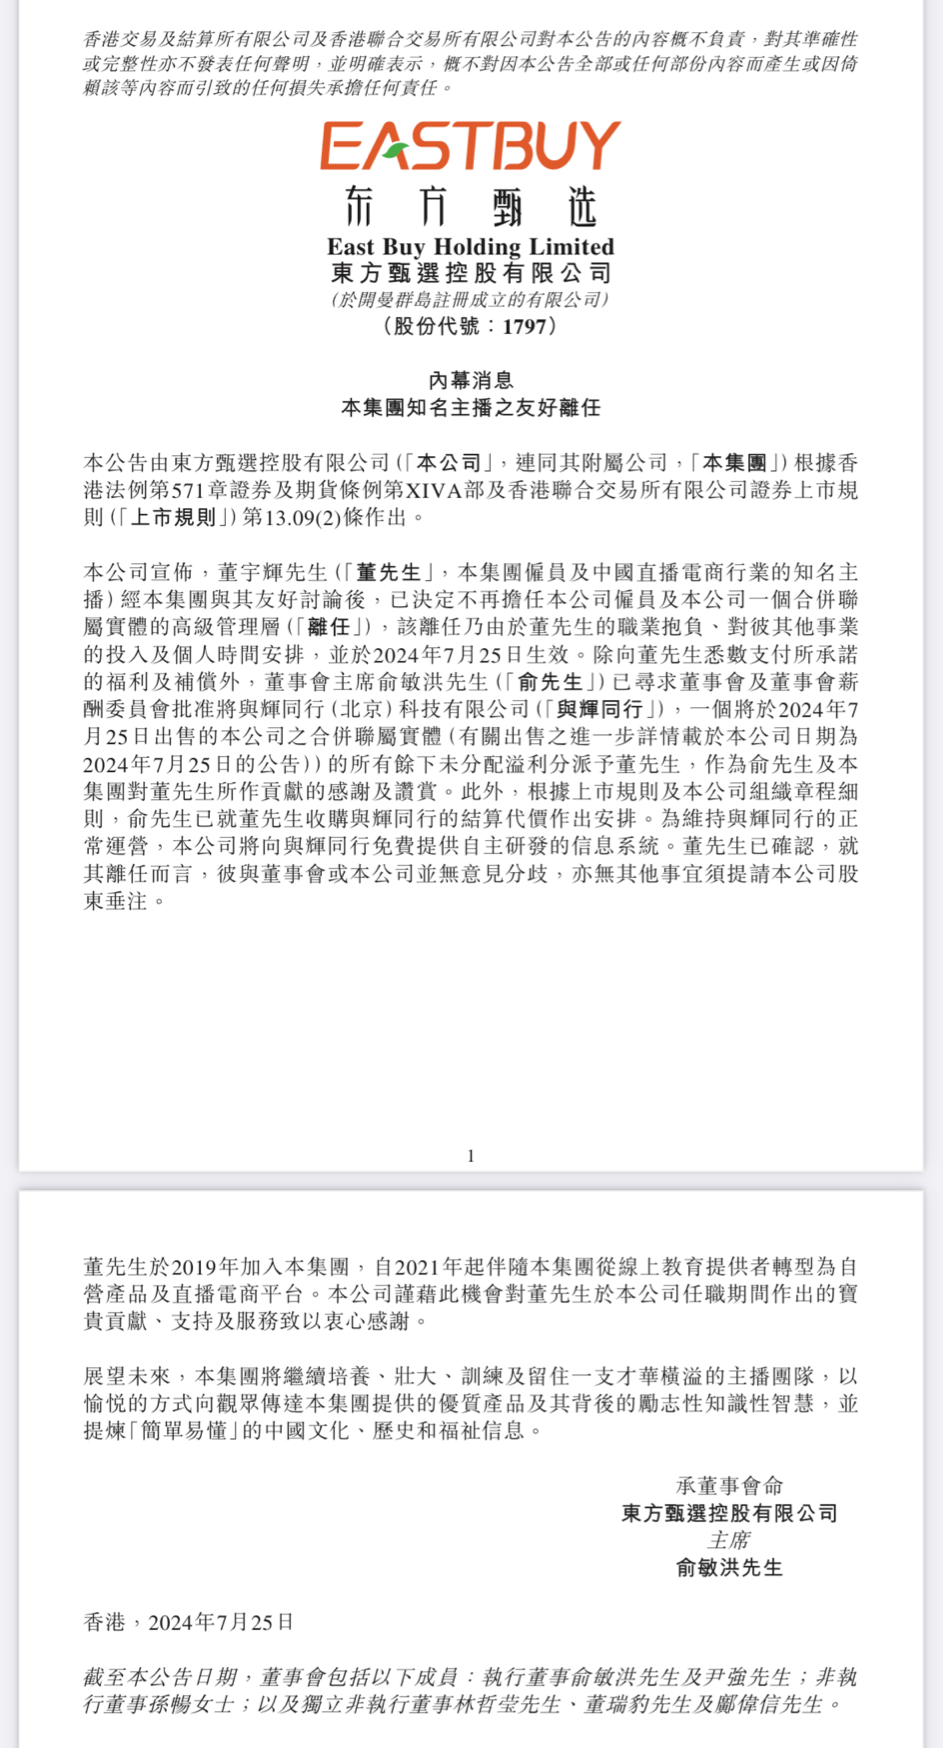 香港交易及結算所有限公司及香港聯合交易所有限公司對本公告的內容概不負責，對其準確性
或完整性亦不發表任何聲明，並明確表示，概不對因本公告全部或任何部份內容而產生或因倚
賴該等內容而引致的任何損失承擔任何責任。
EASTBUY
东方甄选
East Buy Holding Limited
東方甄選控股有限公司
(於開曼群島註冊成立的有限公司)
（股份代號：1797）
內幕消息
本集團知名主播之友好離任
本公告由東方甄選控股有限公司(「本公司」，連同其附屬公司，「本集團」)根據香
港法例第571章證券及期貨條例第XIVA部及香港聯合交易所有限公司證券上市規
則(「上市規則」)第13.09(2)條作出。
本公司宣佈，董宇輝先生(「董先生」，本集團僱員及中國直播電商行業的知名主
播)經本集團與其友好討論後，已決定不再擔任本公司僱員及本公司一個合併聯
屬實體的高級管理層(「離任」)，該離任乃由於董先生的職業抱負、對彼其他事業
的投入及個人時間安排，並於2024年7月25日生效。除向董先生悉數支付所承諾
的福利及補償外，董事會主席俞敏洪先生(「俞先生」)已尋求董事會及董事會薪
酬委員會批准將與輝同行(北京)科技有限公司(「與輝同行」)，一個將於2024年7
月25日出售的本公司之合併聯屬實體(有關出售之進一步詳情載於本公司日期為
2024年7月25日的公告))的所有餘下未分配溢利分派予董先生，作為俞先生及本
集團對董先生所作貢獻的感謝及讚賞。此外，根據上市規則及本公司組織章程細
則，俞先生已就董先生收購與輝同行的結算代價作出安排。為維持與輝同行的正
常運營，本公司將向與輝同行免費提供自主研發的信息系統。董先生已確認，就
其離任而言，彼與董事會或本公司並無意見分歧，亦無其他事宜須提請本公司股
東垂注。
1
董先生於2019年加入本集團，自2021年起伴隨本集團從線上教育提供者轉型為自
營產品及直播電商平台。本公司謹藉此機會對董先生於本公司任職期間作出的寶
貴貢獻、支持及服務致以衷心感謝。
展望未來，本集團將繼續培養、壯大、訓練及留住一支才華橫溢的主播團隊，以
愉悅的方式向觀眾傳達本集團提供的優質產品及其背後的勵志性知識性智慧，並
提煉「簡單易懂」的中國文化、歷史和福祉信息。
承董事會命
東方甄選控股有限公司
主席
俞敏洪先生
香港，2024年7月25日
截至本公告日期，董事會包括以下成員：執行董事俞敏洪先生及尹強先生；非執
行董事孫暢女士；以及獨立非執行董事林哲瑩先生、董瑞豹先生及鄺偉信先生。